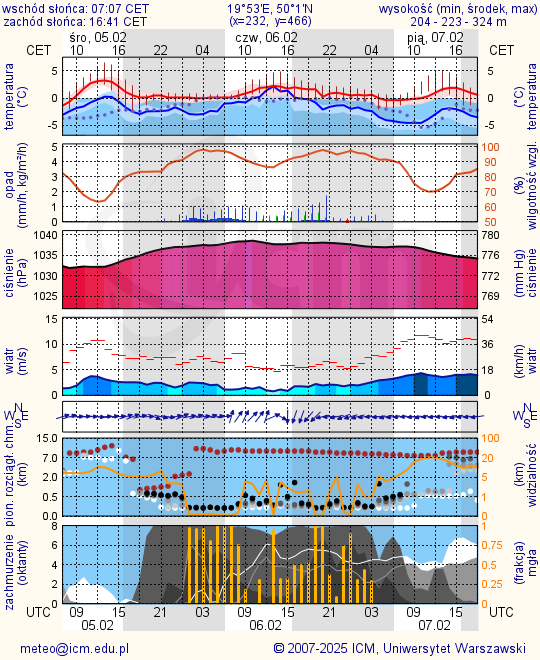 wschód słońca: 07:07 CET 19°53'E, 50°1'N wysokość (min, środek, max)
zachód słońca: 16:41 CET (x=232, y=466) 204 - 223 - 324 m
śro, 05.02 czw, 06.02 pią, 07.02
CET 10 16 22 04 10 16 22 04 10 16 CET
temperatura (°C) 5 0 -5 5 0 -5 (°C) temperatura
opad (mm/h, kg/m²/h) 5 4 3 2 1 0 100 90 80 70 60 50 (%) wilgotność wzgl.
ciśnienie (hPa) 1040 1035 1030 1025 780 776 772 769 (mm Hg) ciśnienie
wiatr (m/s) 15 10 5 0 54 36 18 0 (km/h) wiatr
N W E S N W E S
pion. rozciągł. chm. (km) 15.0 7.0 2.0 0.5 0.0 100 20 5 1 0 (km) widzialność
zachmurzenie (oktanty) 8 6 4 2 0 1 0.75 0.5 0.25 0 (frakcja) mgła
UTC 09 15 21 03 09 15 21 03 09 15 UTC
05.02 06.02 07.02
meteo@icm.edu.pl © 2007-2025 ICM, Uniwersytet Warszawski